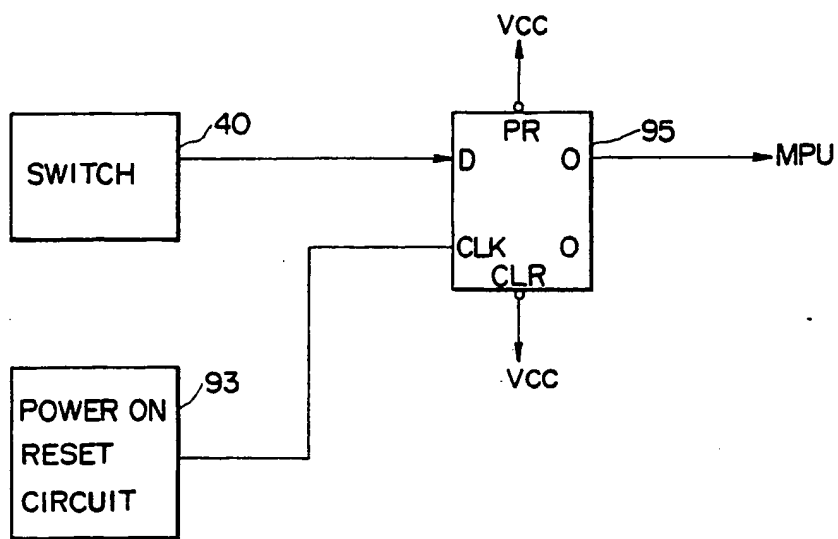 VCC
40
SWITCH
PR
95
D
O
MPU
CLK
O
CLR
VCC
93
POWER ON
RESET
CIRCUIT